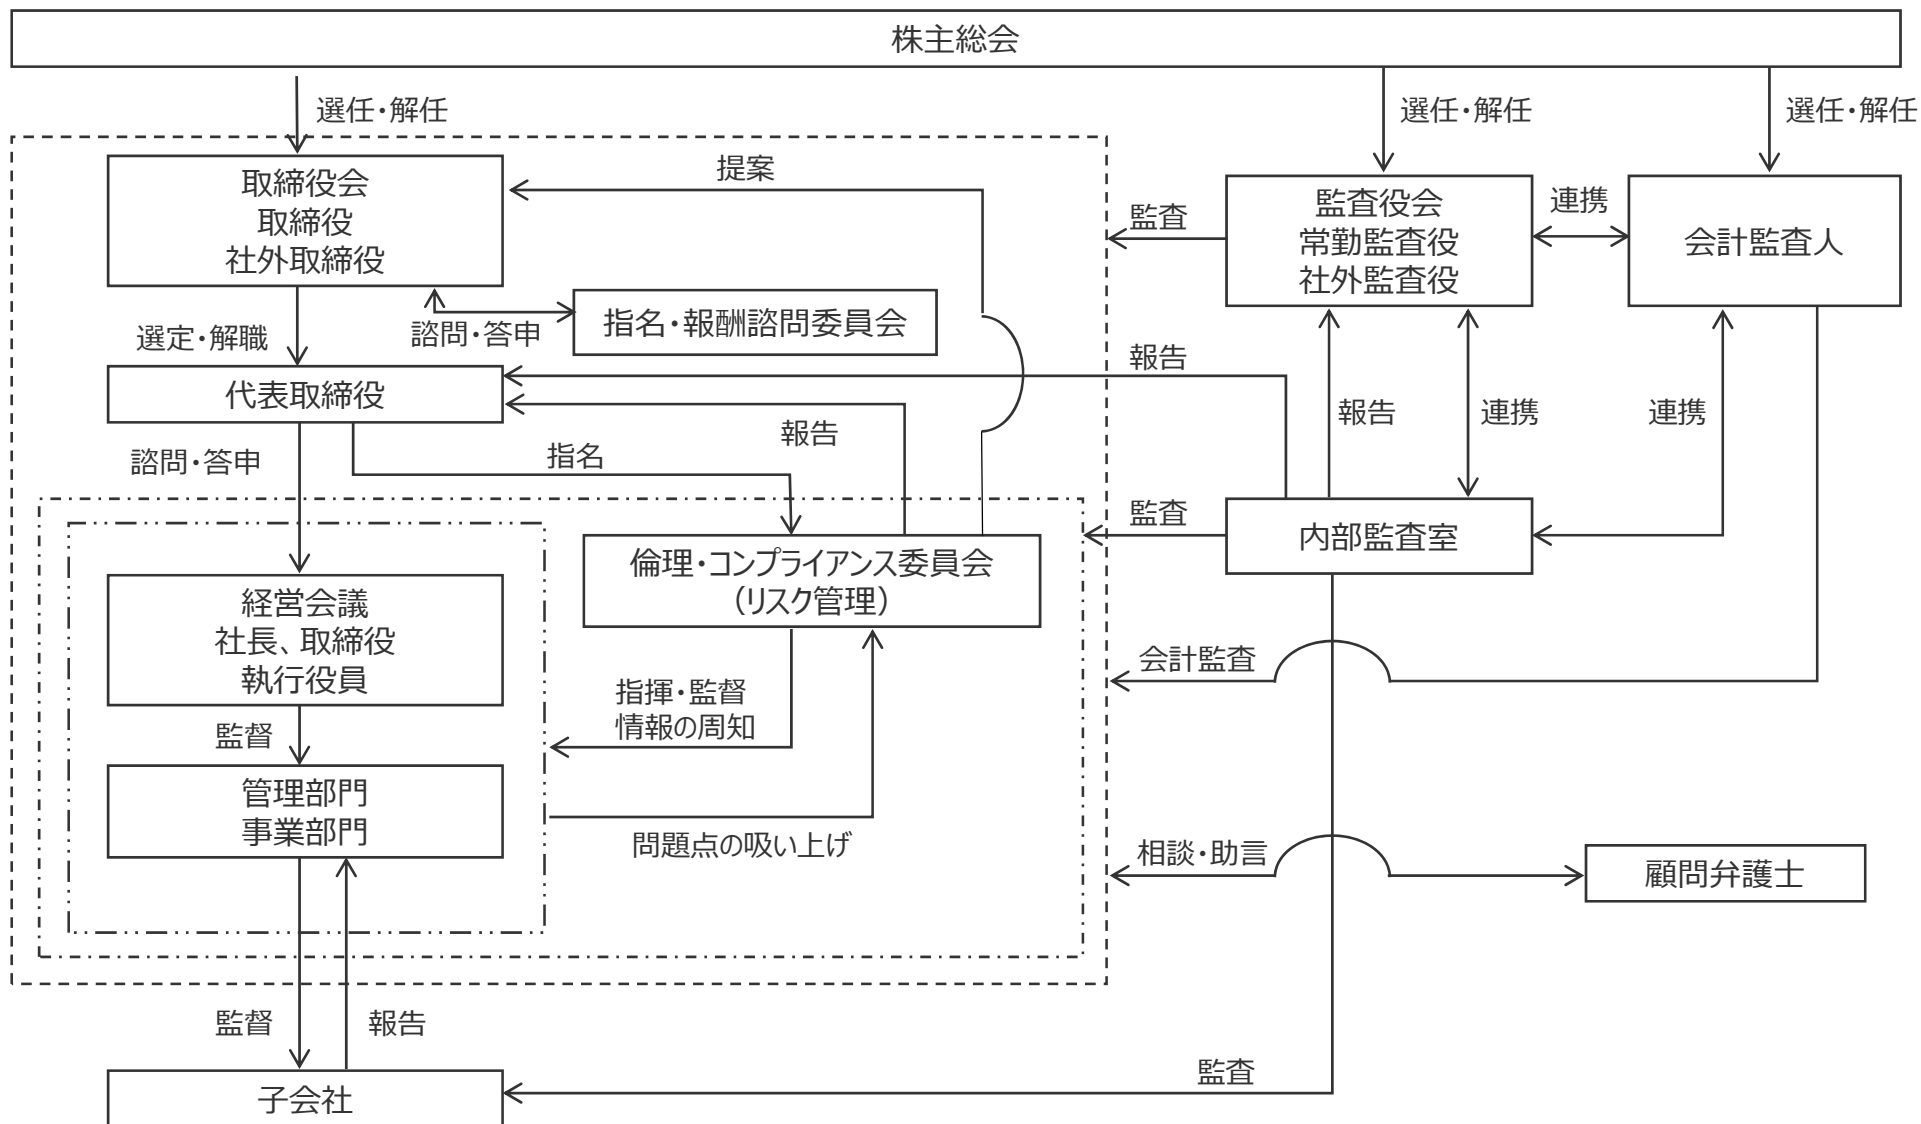 株主総会
選任・解任
選任・解任
選任・解任
取締役会
取締役
社外取締役
提案
監査
監査役会
常勤監査役
社外監査役
連携
会計監査人
諮問・答申
指名・報酬諮問委員会
選定・解職
代表取締役
報告
報告
報告
連携
連携
諮問・答申
指名
監査
内部監査室
倫理・コンプライアンス委員会
（リスク管理）
経営会議
社長、取締役
執行役員
指揮・監督
情報の周知
会計監査
監督
管理部門
事業部門
問題点の吸い上げ
相談・助言
顧問弁護士
監督
報告
監査
子会社